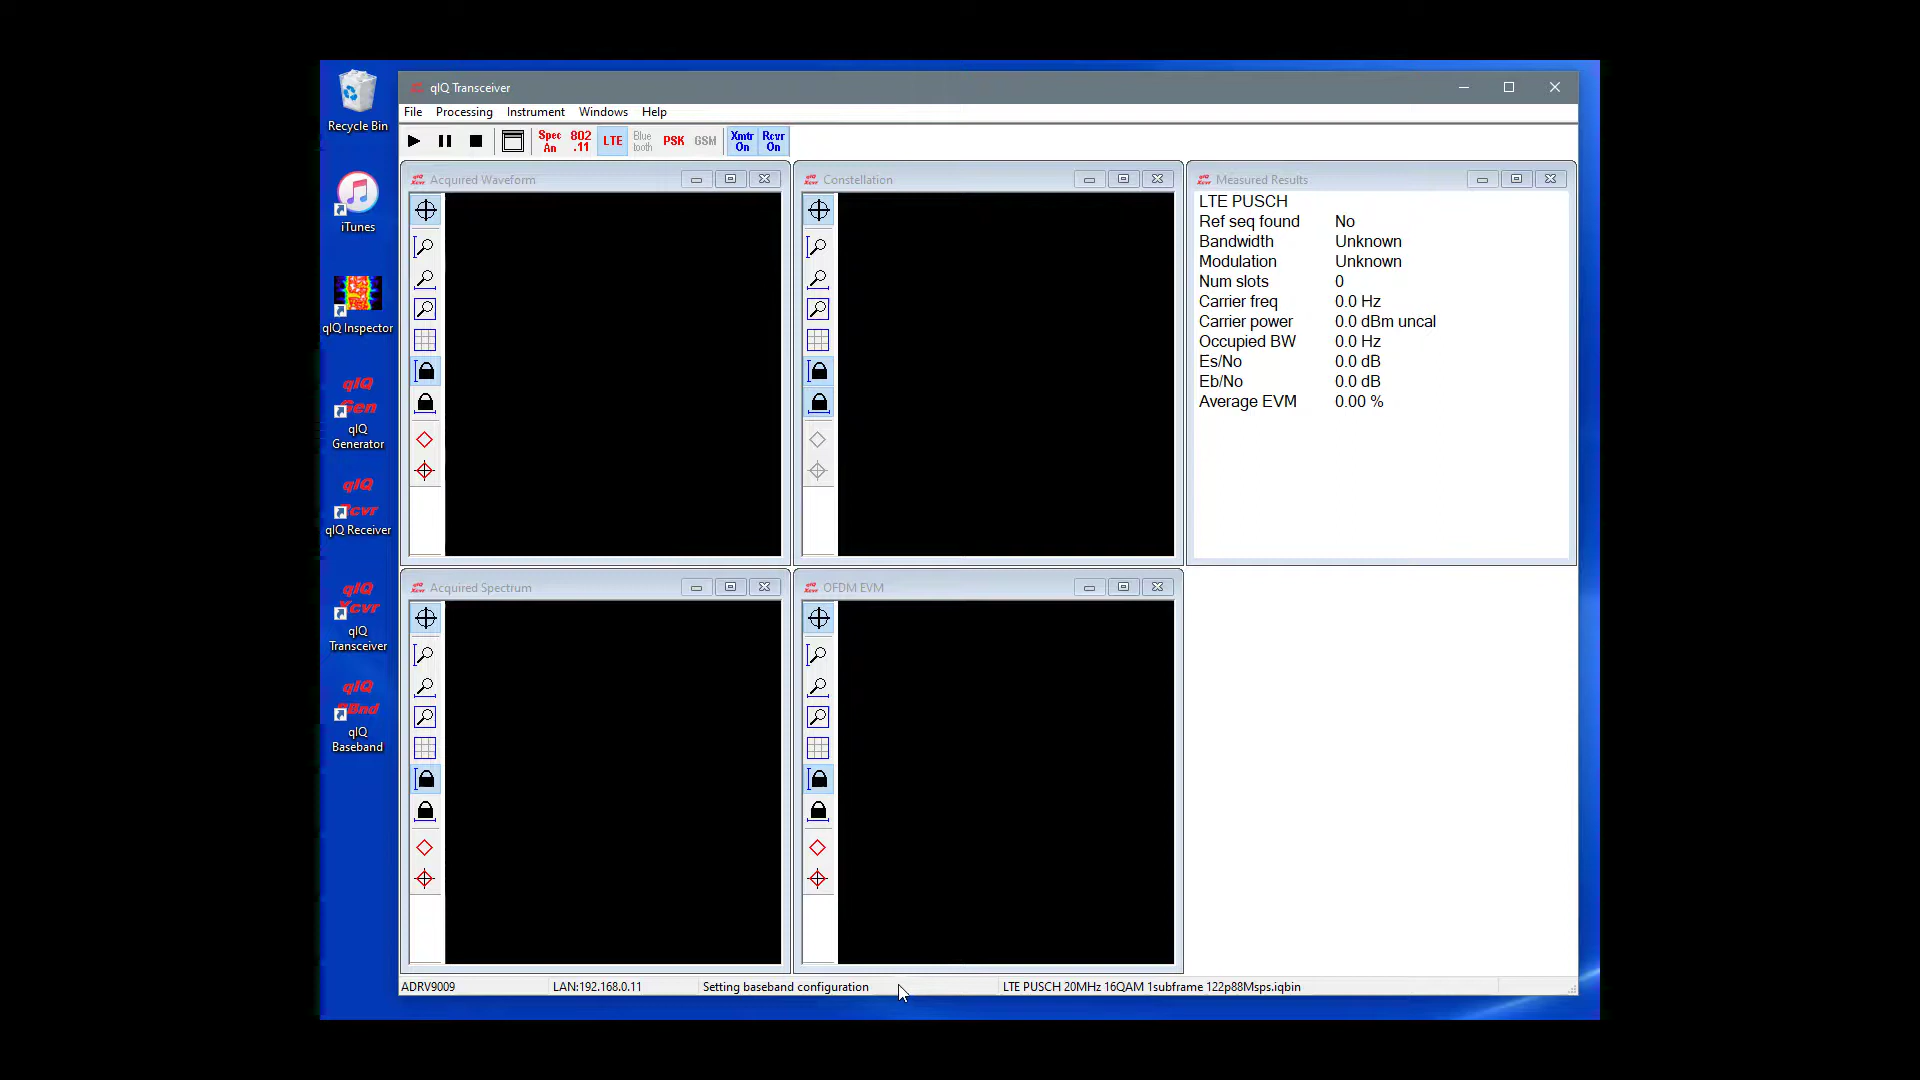 Recycle Bin
iTunes
qIQ Inspector
qIQ
Gen
qIQ
Generator
qIQ
qIQ Receiver
qIQ
Xcvr
qIQ
Transceiver
qIQ
qIQ
Baseband
qIQ Transceiver
File Processing Instrument Windows Help
Spec An 802 .11 LTE Blue tooth PSK GSM Xmtr On Rcvr On
Acquired Waveform
Constellation
Measured Results
LTE PUSCH
Ref seq found No
Bandwidth Unknown
Modulation Unknown
Num slots 0
Carrier freq 0.0 Hz
Carrier power 0.0 dBm uncal
Occupied BW 0.0 Hz
Es/No 0.0 dB
Eb/No 0.0 dB
Average EVM 0.00 %
Acquired Spectrum
OFDM EVM
ADRV9009 LAN:192.168.0.11 Setting baseband configuration LTE PUSCH 20MHz 16QAM 1subframe 122p88Msps.iqbin